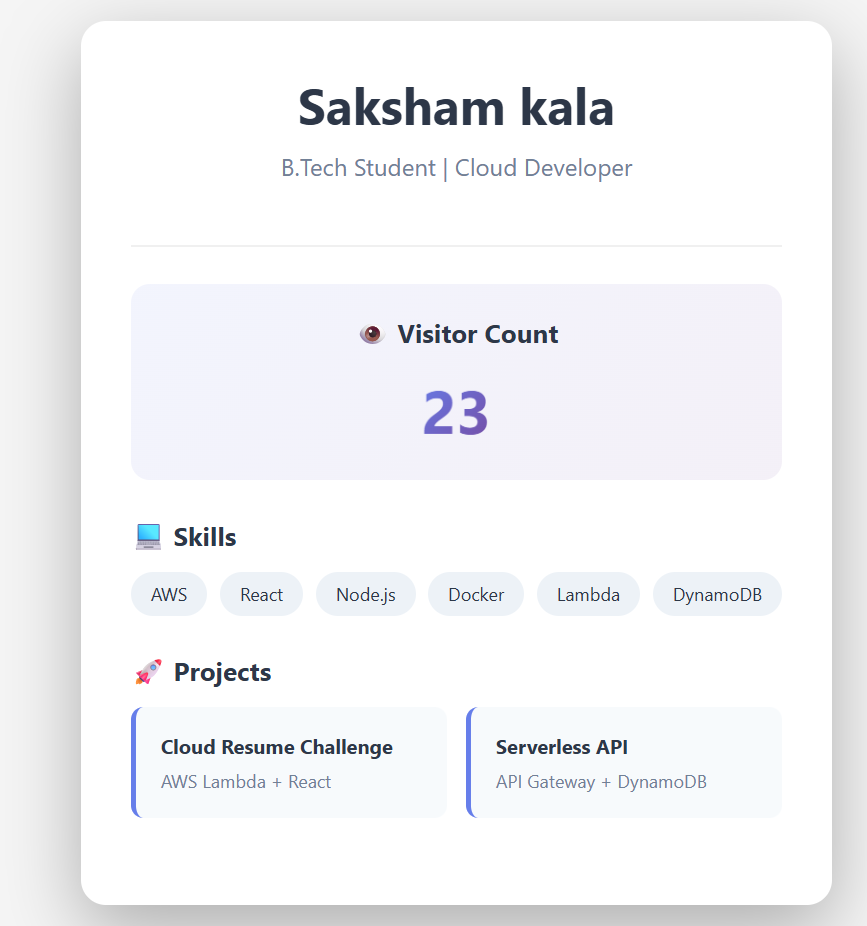 Saksham kala
B.Tech Student | Cloud Developer
Visitor Count
23
Skills
AWS React Node.js Docker Lambda DynamoDB
Projects
Cloud Resume Challenge
AWS Lambda + React
Serverless API
API Gateway + DynamoDB